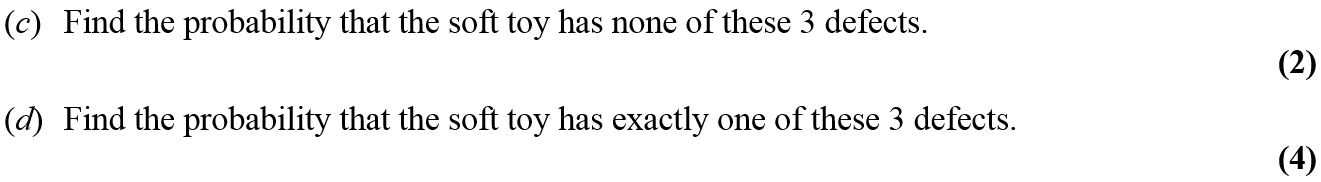 (c) Find the probability that the soft toy has none of these 3 defects.
(2)
(d) Find the probability that the soft toy has exactly one of these 3 defects.
(4)